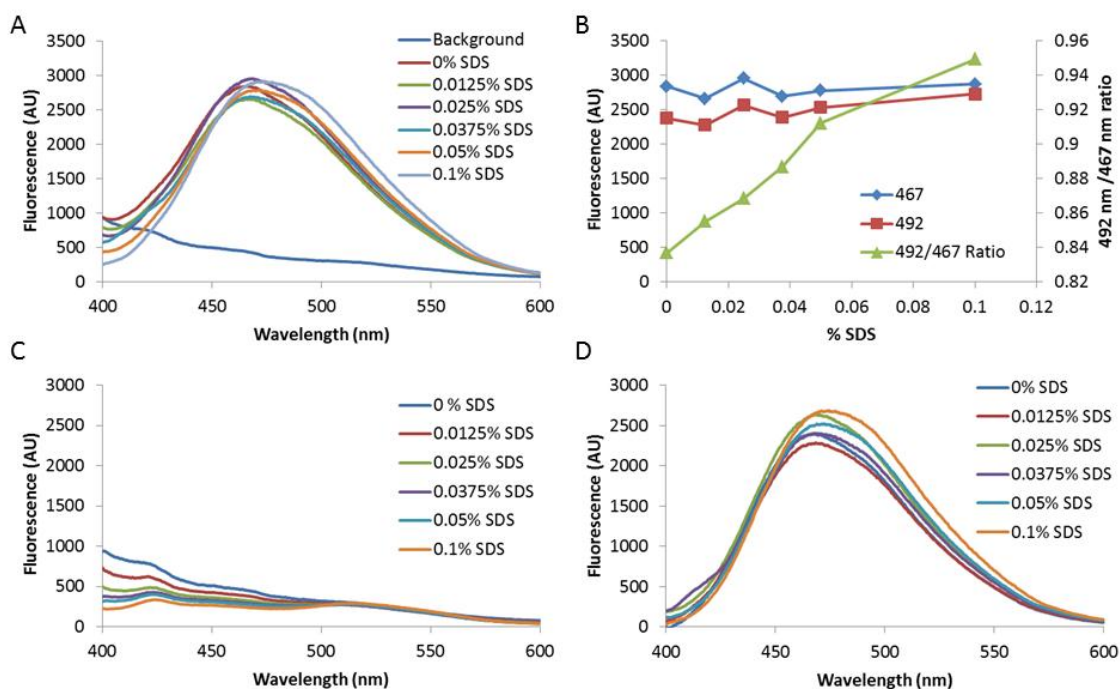 A
Fluorescence (AU)
3500
3000
2500
2000
1500
1000
500
0
400
450
500
550
600
Wavelength (nm)
Background
0% SDS
0.0125% SDS
0.025% SDS
0.0375% SDS
0.05% SDS
0.1% SDS
B
Fluorescence (AU)
3500
3000
2500
2000
1500
1000
500
0
0
0.02
0.04
0.06
0.08
0.1
0.12
% SDS
467
492
492/467 Ratio
0.96
0.94
0.92
0.9
0.88
0.86
0.84
0.82
492 nm /467 nm ratio
C
Fluorescence (AU)
3000
2500
2000
1500
1000
500
0
400
450
500
550
600
Wavelength (nm)
0 % SDS
0.0125% SDS
0.025% SDS
0.0375% SDS
0.05% SDS
0.1% SDS
D
Fluorescence (AU)
3000
2500
2000
1500
1000
500
0
400
450
500
550
600
Wavelength (nm)
0% SDS
0.0125% SDS
0.025% SDS
0.0375% SDS
0.05% SDS
0.1% SDS